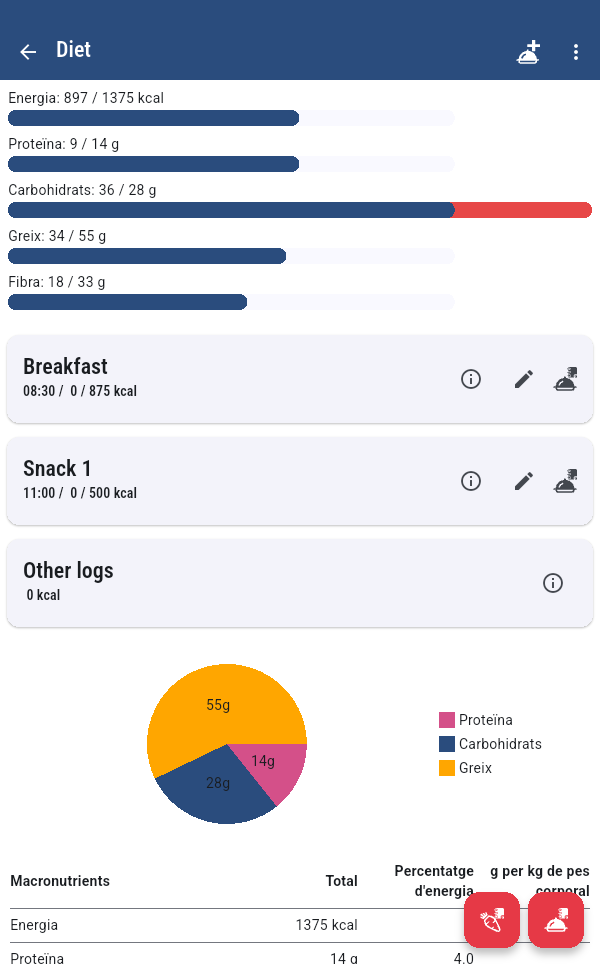 Diet
Energia: 897 / 1375 kcal
Proteïna: 9 / 14 g
Carbohidrats: 36 / 28 g
Greix: 34 / 55 g
Fibra: 18 / 33 g
Breakfast
08:30 / 0 / 875 kcal
Snack 1
11:00 / 0 / 500 kcal
Other logs
0 kcal
55g
14g
28g
Proteïna
Carbohidrats
Greix
Macronutrients Total Percentatge d'energia g per kg de pes corporal
Energia 1375 kcal
Proteïna 14 g 4.0